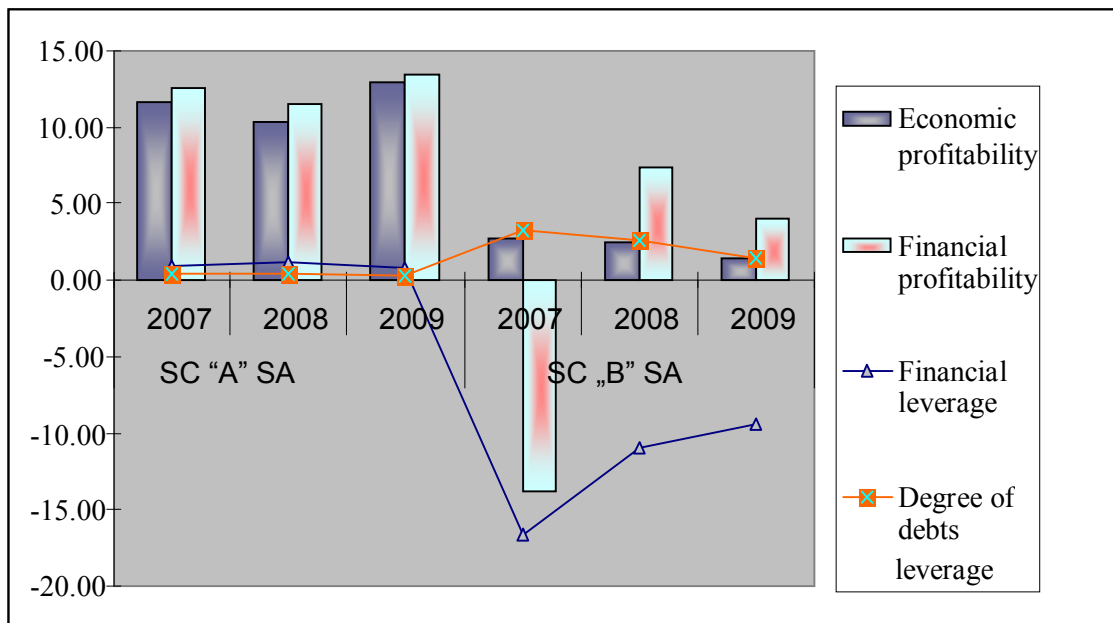 15.00
10.00
5.00
0.00
-5.00
-10.00
-15.00
-20.00
2007 2008 2009 2007 2008 2009
SC “A” SA SC „B” SA
Economic
profitability
Financial
profitability
Financial
leverage
Degree of
debts
leverage